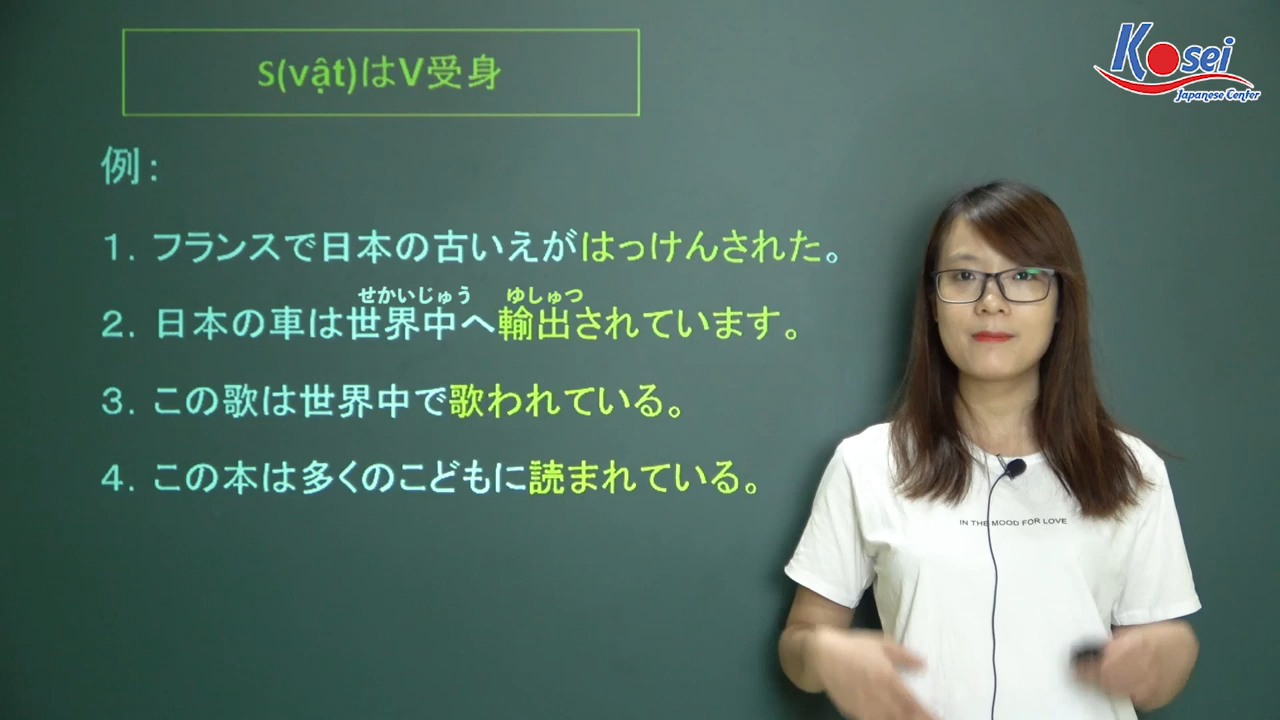 Kosei
Japanese Center
S(vật)はV受身
例：
１．フランスで日本の古いえがはっけんされた。
せかいじゅう ゆしゅつ
２．日本の車は世界中へ輸出されています。
３．この歌は世界中で歌われている。
４．この本は多くのこどもに読まれている。
IN THE MOOD FOR LOVE